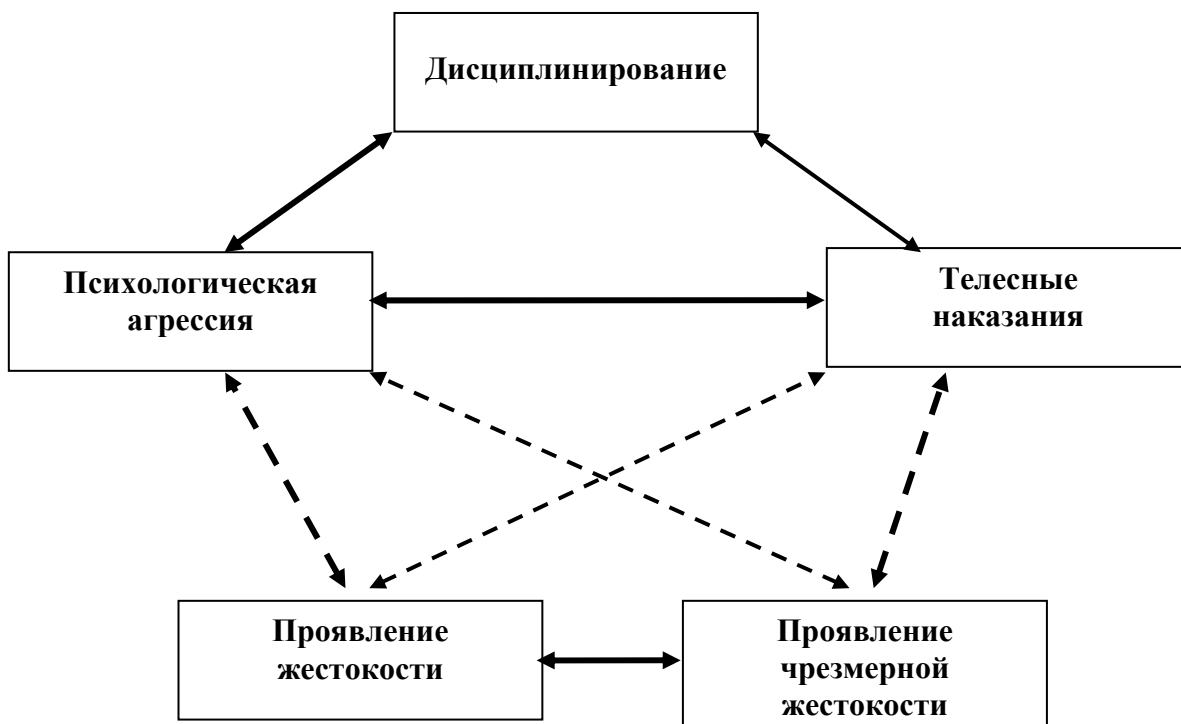 Дисциплинирование
Психологическая
агрессия
Телесные
наказания
Проявление
жестокости
Проявление
чрезмерной
жестокости